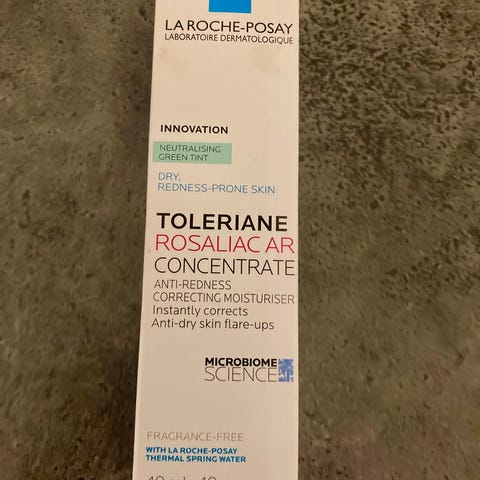 LA ROCHE-POSAY
LABORATOIRE DERMATOLOGIQUE
INNOVATION
NEUTRALISING
GREEN TINT
DRY,
REDNESS-PRONE SKIN
TOLERIANE
ROSALIAC AR
CONCENTRATE
ANTI-REDNESS
CORRECTING MOISTURISER
Instantly corrects
Anti-dry skin flare-ups
MICROBIOME
SCIENCE
FRAGRANCE-FREE
WITH LA ROCHE-POSAY
THERMAL SPRING WATER